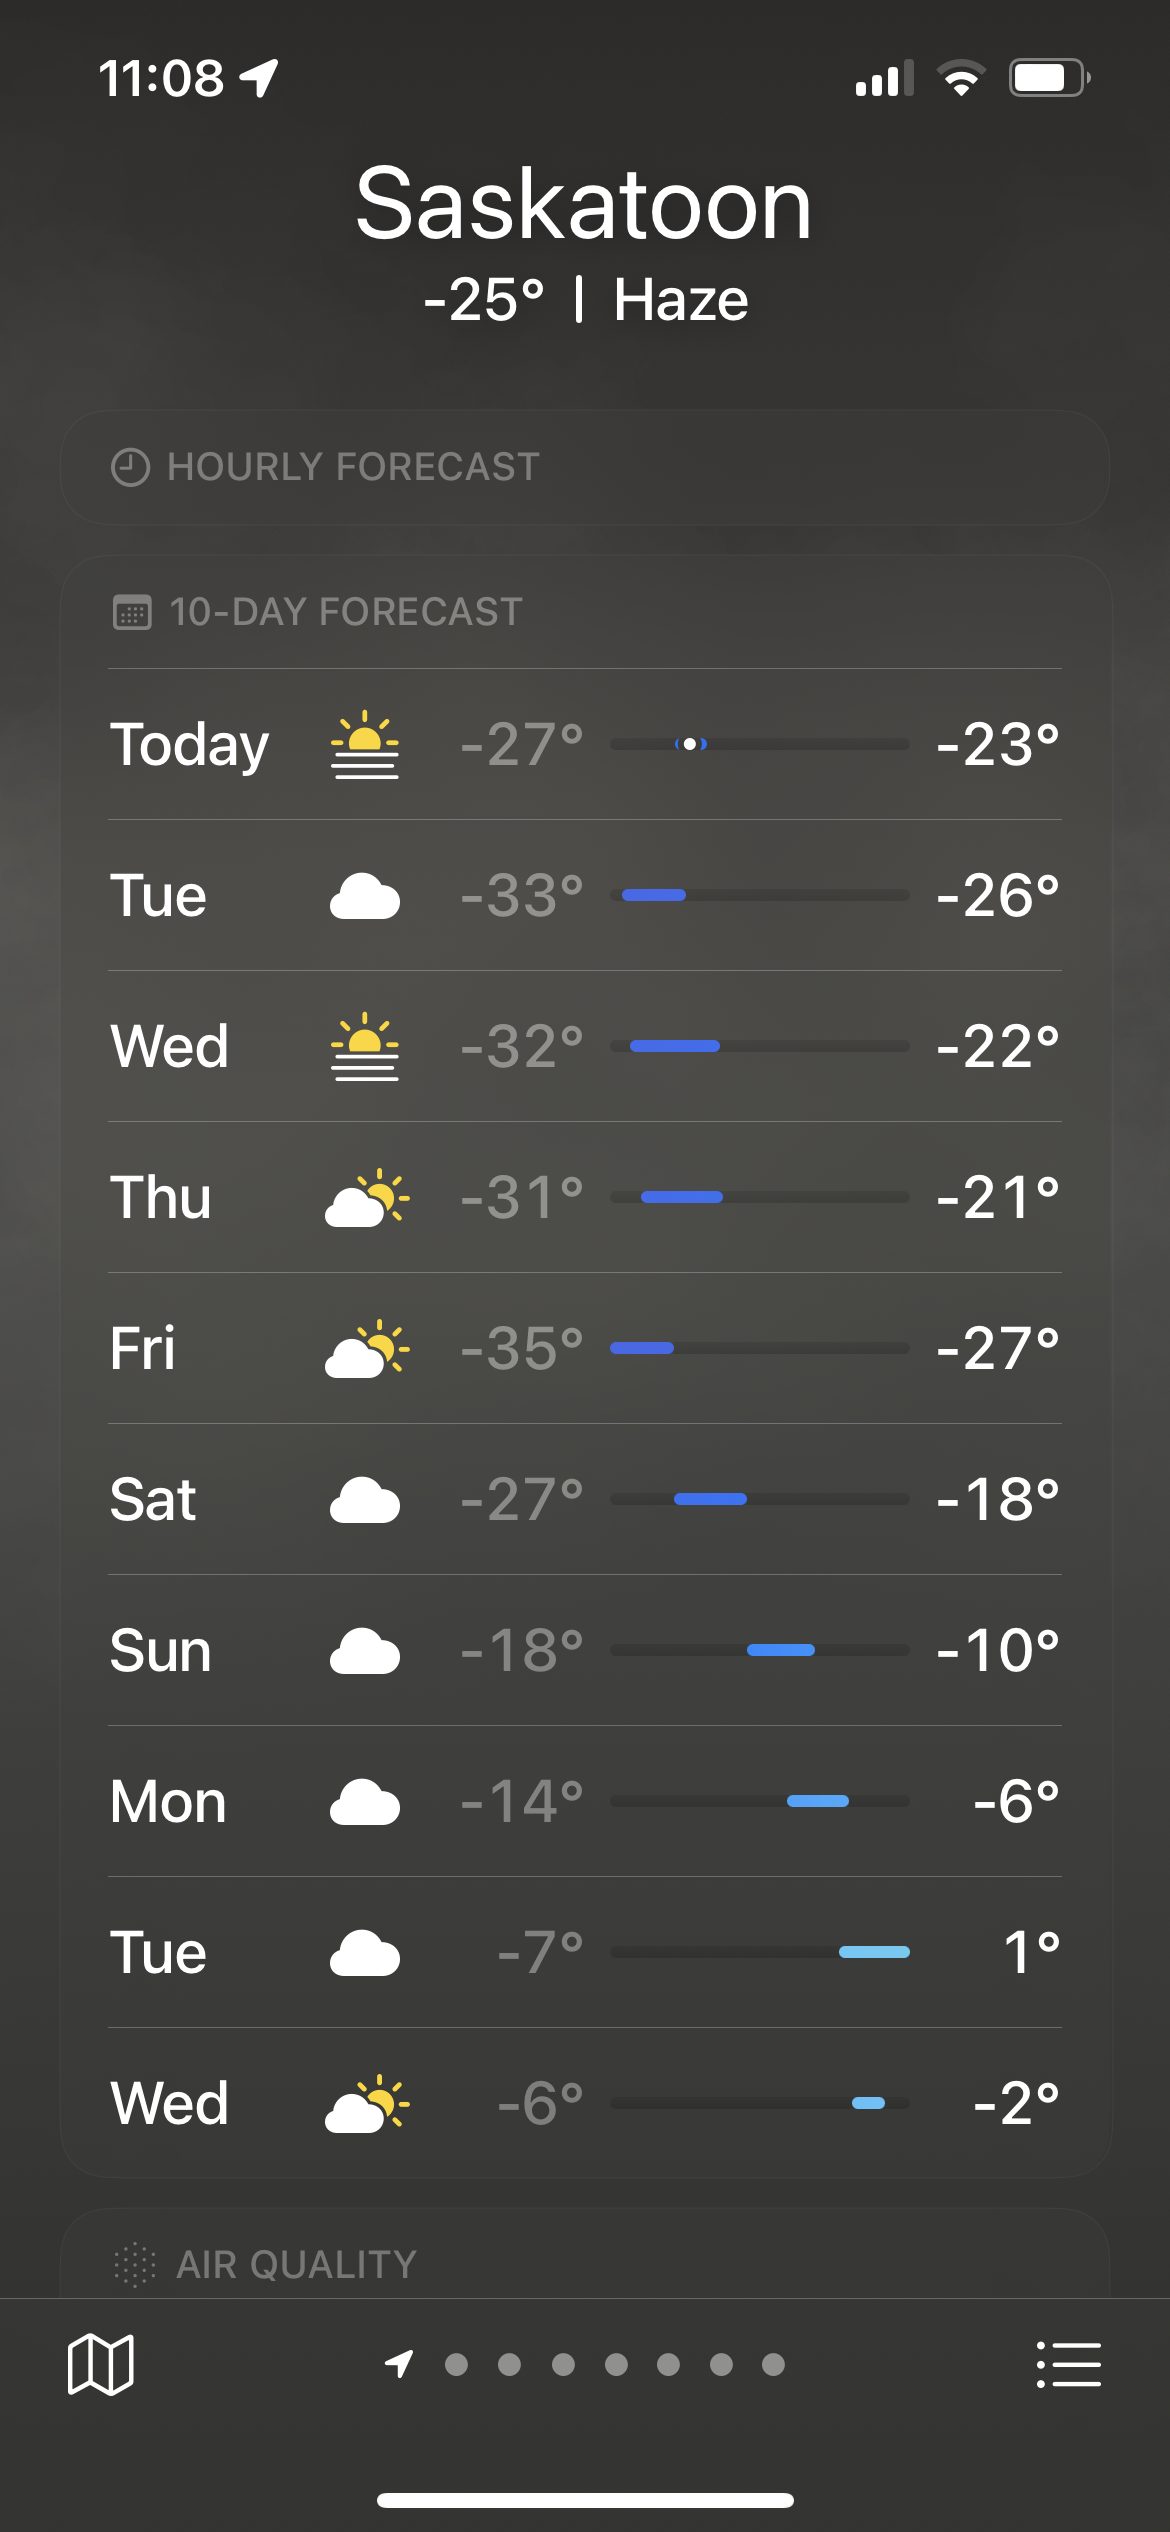 11:08
Saskatoon
-25° | Haze
HOURLY FORECAST
10-DAY FORECAST
Today -27° -23°
Tue -33° -26°
Wed -32° -22°
Thu -31° -21°
Fri -35° -27°
Sat -27° -18°
Sun -18° -10°
Mon -14° -6°
Tue -7° 1°
Wed -6° -2°
AIR QUALITY